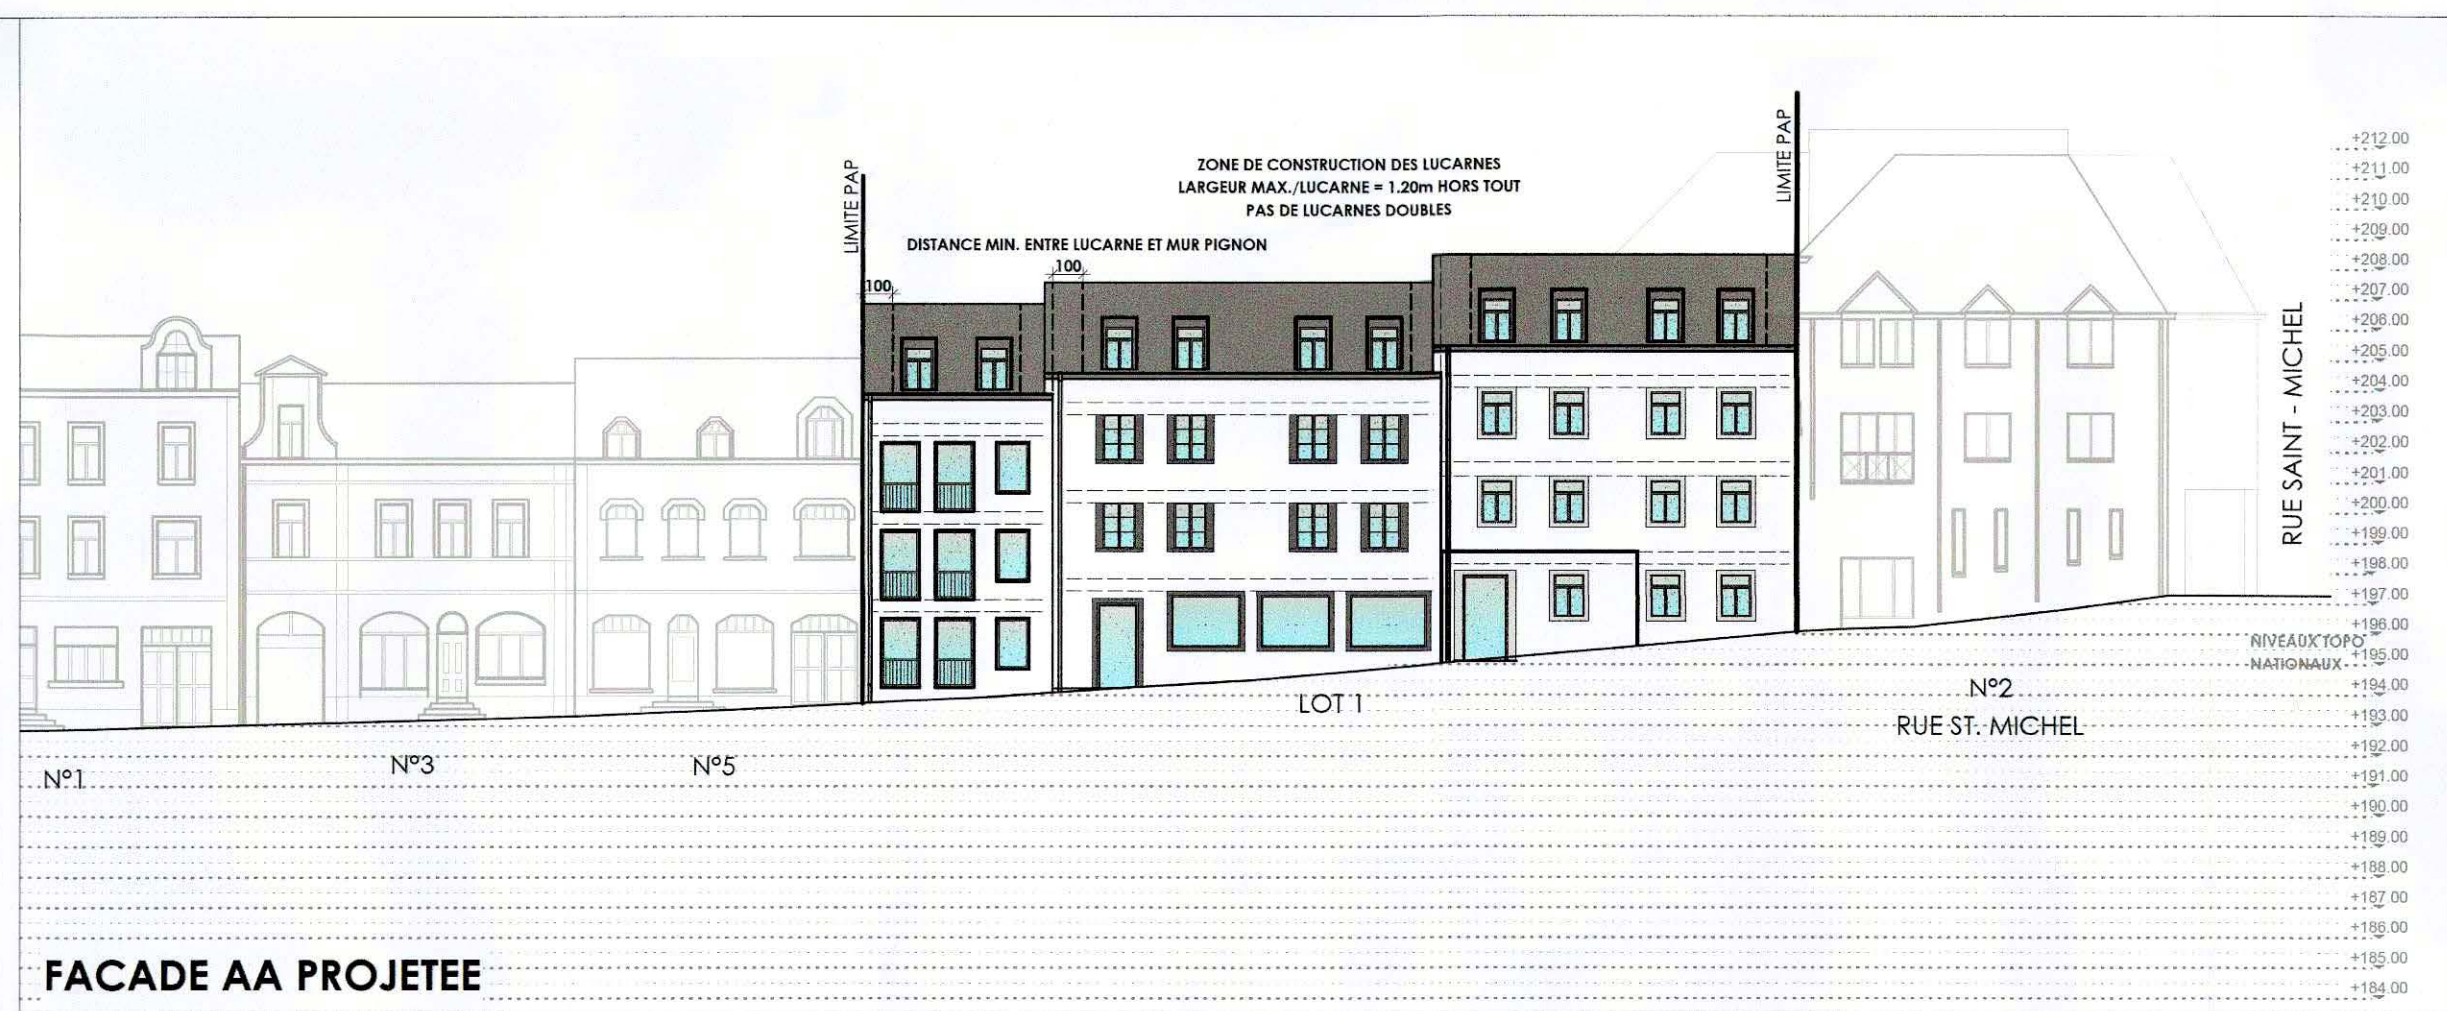 ZONE DE CONSTRUCTION DES LUCARNES
LARGEUR MAX./LUCARNE = 1.20m HORS TOUT
PAS DE LUCARNES DOUBLES
DISTANCE MIN. ENTRE LUCARNE ET MUR PIGNON
100
100
LIMITE PAP
LIMITE PAP
RUE SAINT - MICHEL
+212.00
+211.00
+210.00
+209.00
+208.00
+207.00
+206.00
+205.00
+204.00
+203.00
+202.00
+201.00
+200.00
+199.00
+198.00
+197.00
+196.00
NIVEAUX TOPO
NATIONAUX
+195.00
+194.00
+193.00
+192.00
+191.00
+190.00
+189.00
+188.00
+187.00
+186.00
+185.00
+184.00
N°1
N°3
N°5
LOT 1
N°2
RUE ST. MICHEL
FACADE AA PROJETEE